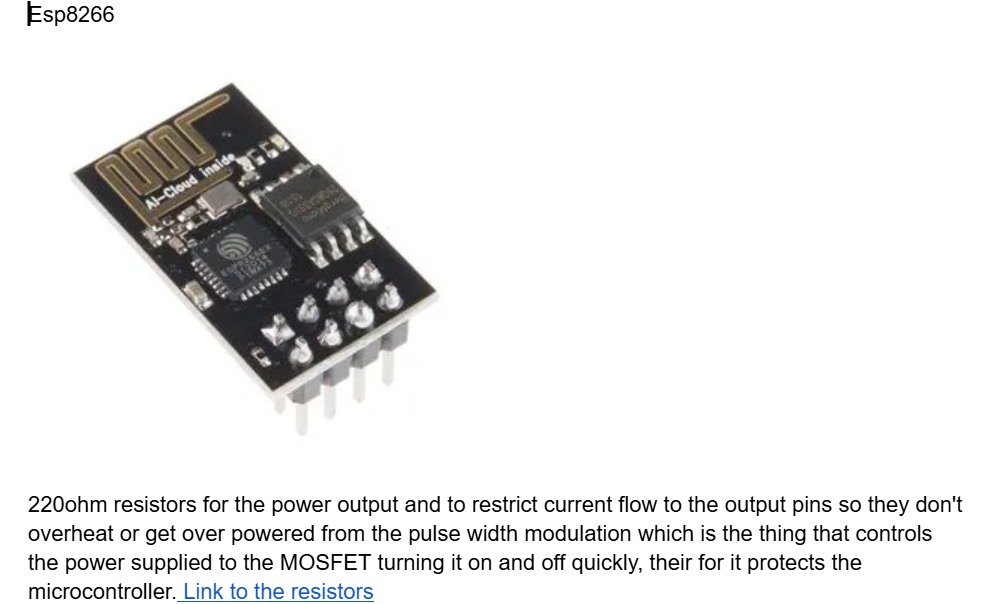 Esp8266
AI-Cloud inside
ESP8266EX
220ohm resistors for the power output and to restrict current flow to the output pins so they don't
overheat or get over powered from the pulse width modulation which is the thing that controls
the power supplied to the MOSFET turning it on and off quickly, their for it protects the
microcontroller. Link to the resistors